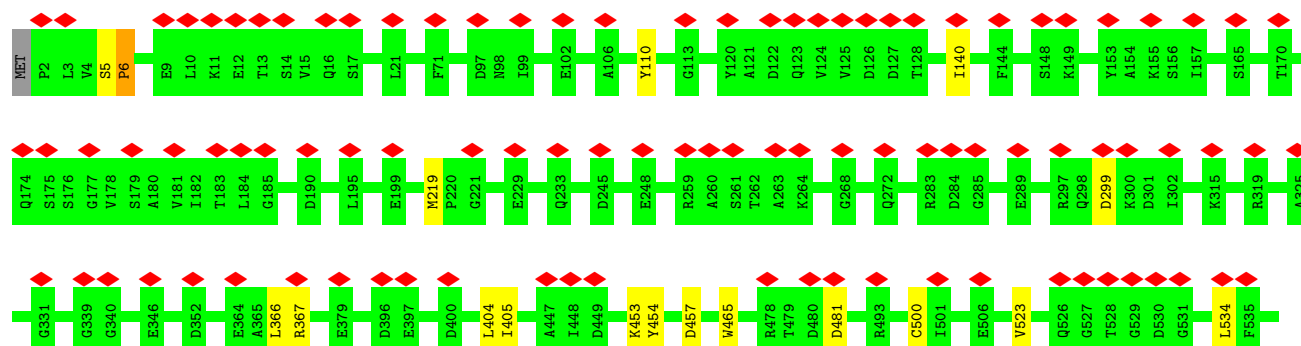 MET P2 L3 V4 S5 P6 E9 L10 K11 E12 T13 S14 V15 Q16 S17 L21 F71 D97 N98 I99 E102 A106 Y110 G113 Y120 A121 D122 Q123 V124 V125 D126 D127 T128 I140 F144 S148 K149 Y153 A154 K155 S156 I157 S165 T170
Q174 S175 S176 G177 V178 S179 A180 V181 I182 T183 L184 G185 D190 L195 E199 M219 P220 G221 E229 Q233 D245 E248 R259 A260 S261 T262 A263 K264 G268 Q272 R283 D284 G285 E289 R297 Q298 D299 K300 D301 I302 K315 R319 A325
G331 G339 G340 E346 D352 E364 A365 L366 R367 E379 D396 E397 D400 L404 I405 A447 I448 D449 K453 Y454 D457 W465 R478 T479 D480 D481 R493 C500 I501 E506 V523 Q526 G527 T528 G529 D530 G531 L534 F535